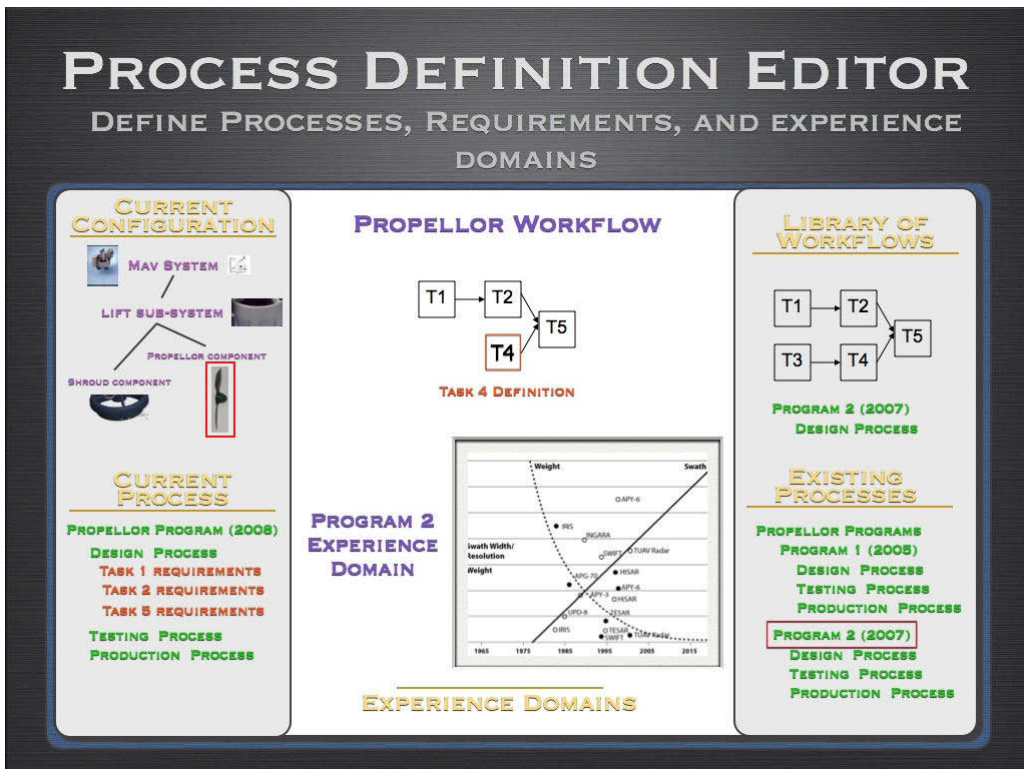 PROCESS DEFINITION EDITOR
DEFINE PROCESSES, REQUIREMENTS, AND EXPERIENCE
DOMAINS
CURRENT
CONFIGURATION
MAV SYSTEM
LIFT SUB-SYSTEM
PROPELLOR COMPONENT
SHROUD COMPONENT
CURRENT
PROCESS
PROPELLOR PROGRAM (2008)
DESIGN PROCESS
TASK 1 REQUIREMENTS
TASK 2 REQUIREMENTS
TASK 5 REQUIREMENTS
TESTING PROCESS
PRODUCTION PROCESS
PROPELLOR WORKFLOW
T1
T2
T5
T4
TASK 4 DEFINITION
PROGRAM 2
EXPERIENCE
DOMAIN
Weight
Swath
APY-6
IRIS
INGARA
Swath Width/
Resolution
SWIFT
TUAV Radar
Weight
APG-70
HISAR
APY-6
APY-3
HISAR
UPD-8
TESAR
IRIS
TESAR
SWIFT
TUAV Radar
1965 1975 1985 1995 2005 2015
EXPERIENCE DOMAINS
LIBRARY OF
WORKFLOWS
T1
T2
T5
T3
T4
PROGRAM 2 (2007)
DESIGN PROCESS
EXISTING
PROCESSES
PROPELLOR PROGRAMS
PROGRAM 1 (2005)
DESIGN PROCESS
TESTING PROCESS
PRODUCTION PROCESS
PROGRAM 2 (2007)
DESIGN PROCESS
TESTING PROCESS
PRODUCTION PROCESS